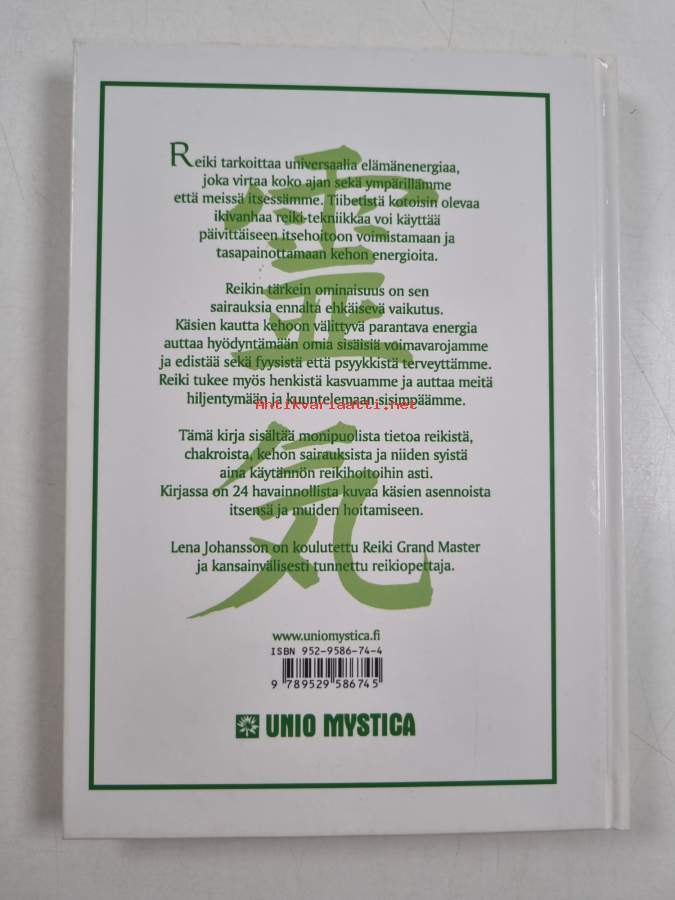 Reiki tarkoittaa universaalia elämänenergiaa,
joka virtaa koko ajan sekä ympärillämme
että meissä itsessämme. Tiibetistä kotoisin olevaa
ikivanhaa reiki-tekniikkaa voi käyttää
päivittäiseen itsehoitoon voimistamaan ja
tasapainottamaan kehon energioita.
Reikin tärkein ominaisuus on sen
sairauksia ennalta ehkäisevä vaikutus.
Käsien kautta kehoon välittyvä parantava energia
auttaa hyödyntämään omia sisäisiä voimavarojamme
ja edistää sekä fyysistä että psyykkistä terveyttämme.
Reiki tukee myös henkistä kasvuamme ja auttaa meitä
hiljentymään ja kuuntelemaan sisimpäämme.
Antikvariaatti.net
Tämä kirja sisältää monipuolista tietoa reikistä,
chakroista, kehon sairauksista ja niiden syistä
aina käytännön reikihoitoihin asti.
Kirjassa on 24 havainnollista kuvaa käsien asennoista
itsensä ja muiden hoitamiseen.
Lena Johansson on koulutettu Reiki Grand Master
ja kansainvälisesti tunnettu reikiopettaja.
靈
気
www.uniomystica.fi
ISBN 952-9586-74-4
9 789529 586745
UNIO MYSTICA